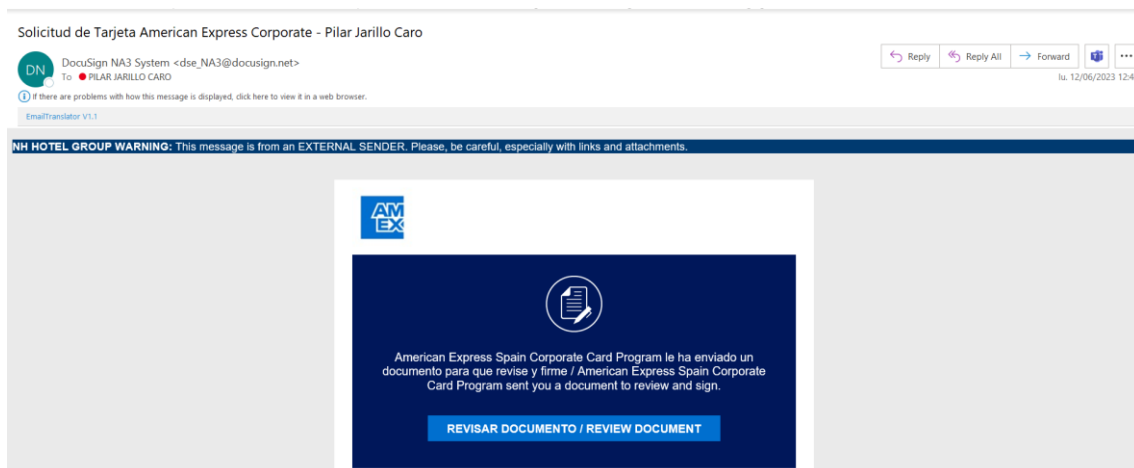 Solicitud de Tarjeta American Express Corporate - Pilar Jarillo Caro
DN
DocuSign NA3 System <dse_NA3@docusign.net>
To PILAR JARILLO CARO
Reply
Reply All
Forward
lu. 12/06/2023 12:4
If there are problems with how this message is displayed, click here to view it in a web browser.
EmailTranslator V1.1
NH HOTEL GROUP WARNING: This message is from an EXTERNAL SENDER. Please, be careful, especially with links and attachments.
AM
EX
American Express Spain Corporate Card Program le ha enviado un
documento para que revise y firme / American Express Spain Corporate
Card Program sent you a document to review and sign.
REVISAR DOCUMENTO / REVIEW DOCUMENT